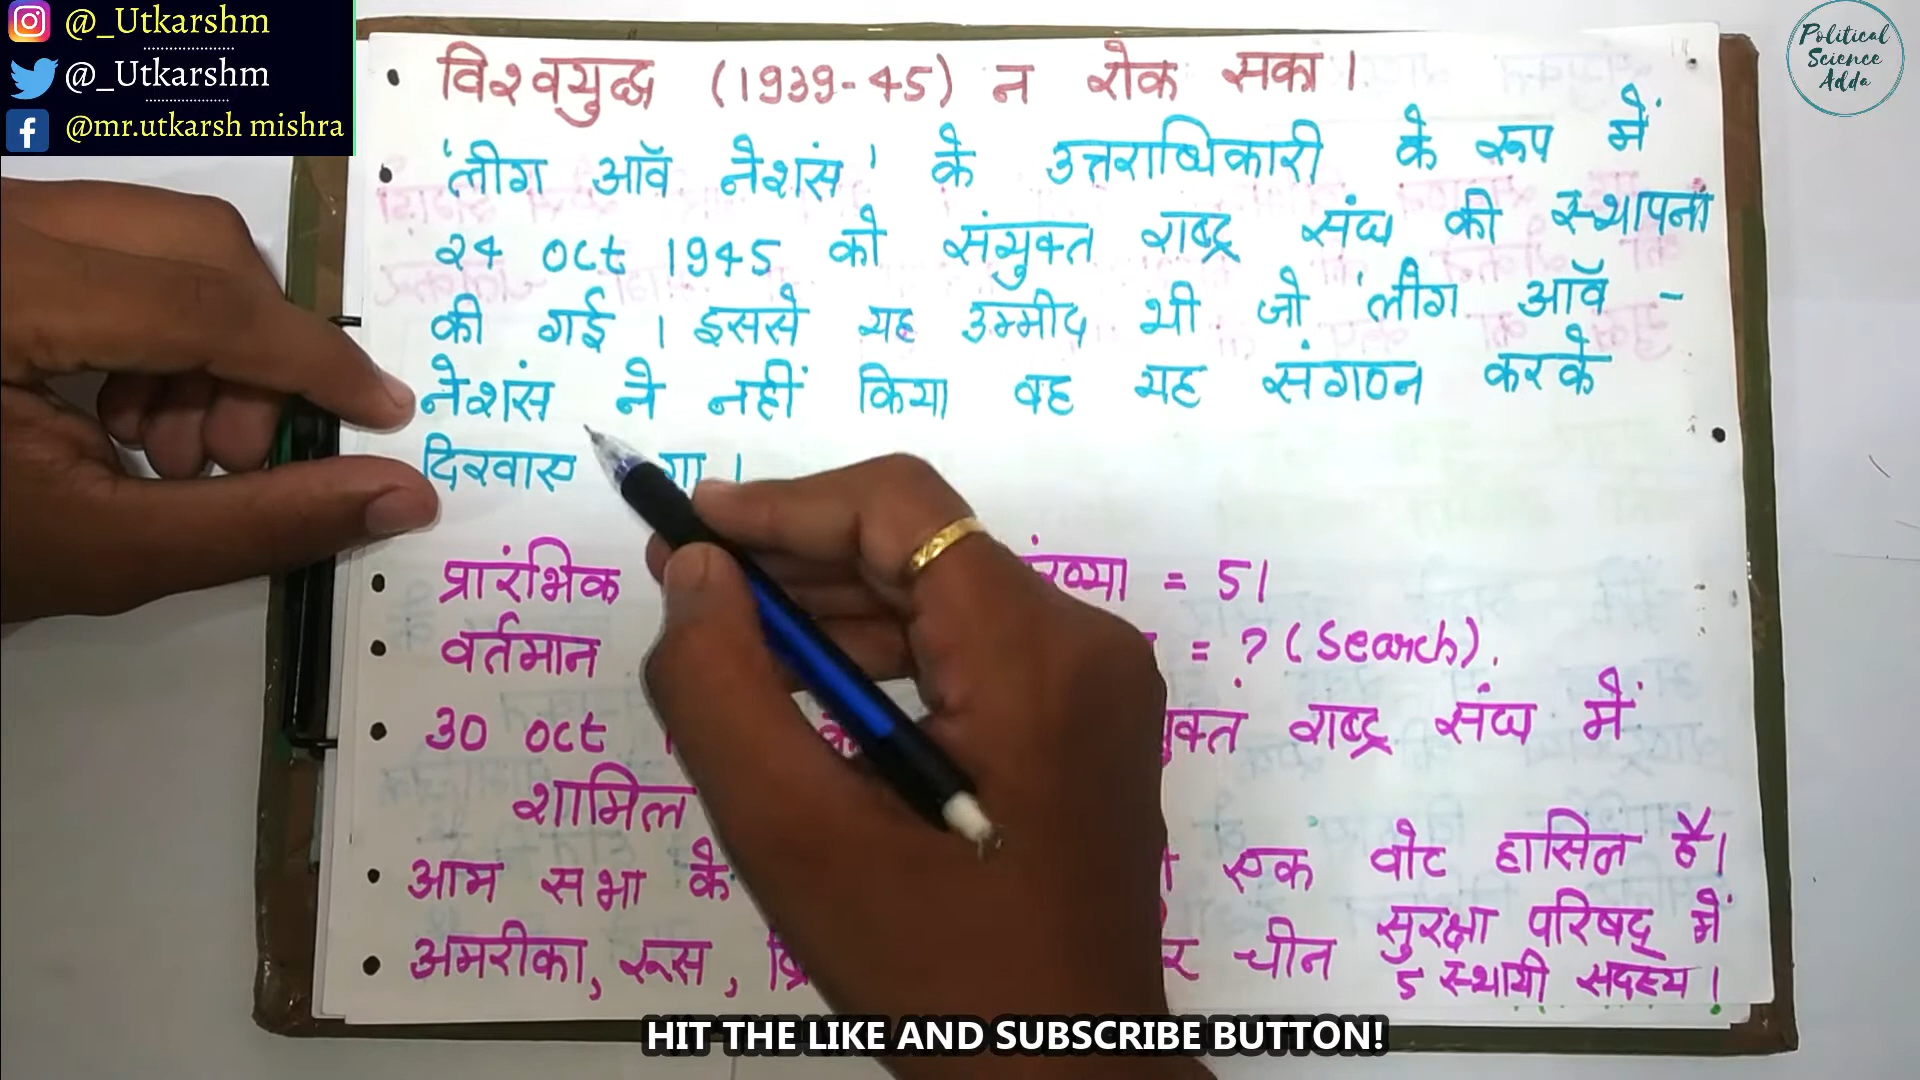 @_Utkarshm
@_Utkarshm
@mr.utkarsh mishra
Political
Science
Adda
• विश्वयुद्ध (1939-45) न रोक सका।
• 'लीग ऑव नेशंस' के उत्तराधिकारी के रूप में
24 Oct 1945 को संयुक्त राष्ट्र संघ की स्थापना
की गई । इससे यह उम्मीद थी जो 'लीग ऑव -
नेशंस ने नहीं किया वह यह संगठन करके
गा।
• प्रारंभिक = 51
• वर्तमान = ? (Search).
• 30 Oct राष्ट्र संघ में
शामिल
• आम सभा के एक वोट हासिल है।
• अमरीका, रूस, चीन सुरक्षा परिषद् में
5 स्थायी सदस्य।
HIT THE LIKE AND SUBSCRIBE BUTTON!